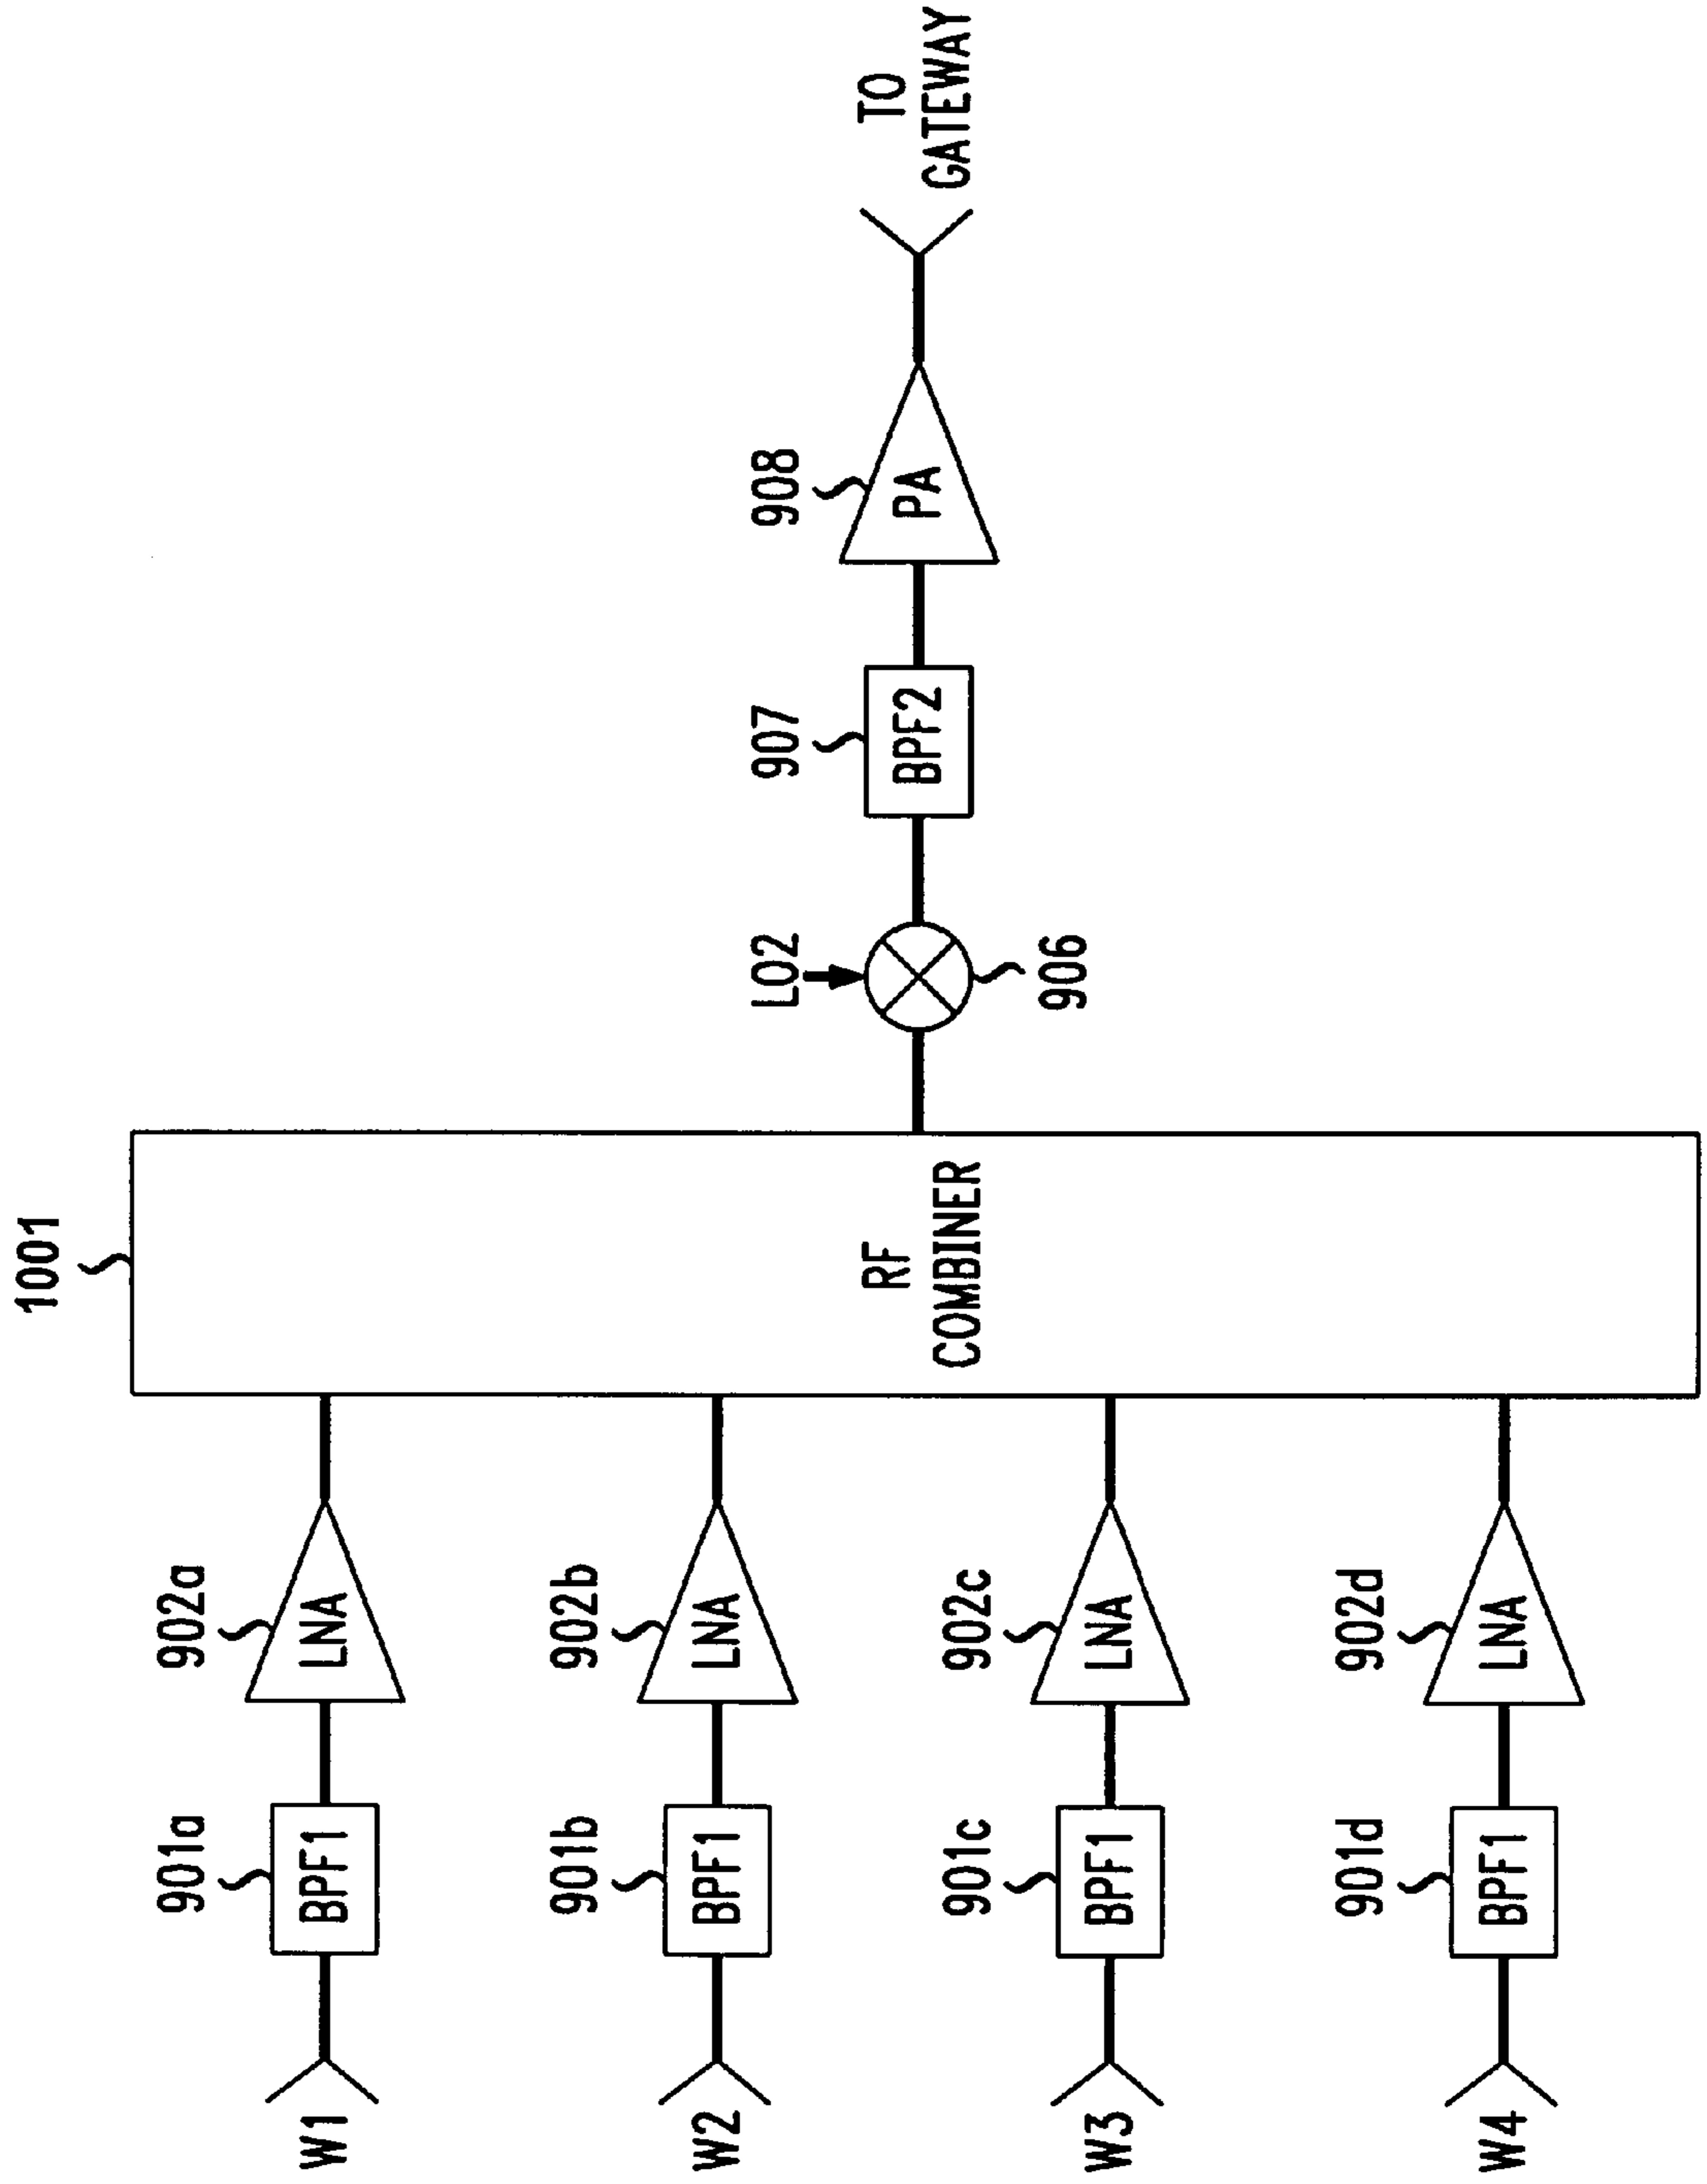 1001
902a
901a
W1
BPF1
LNA
902b
901b
W2
BPF1
LNA
902c
901c
W3
BPF1
LNA
902d
901d
W4
BPF1
LNA
RF
COMBINER
LO2
906
907
BPF2
908
PA
TO
GATEWAY